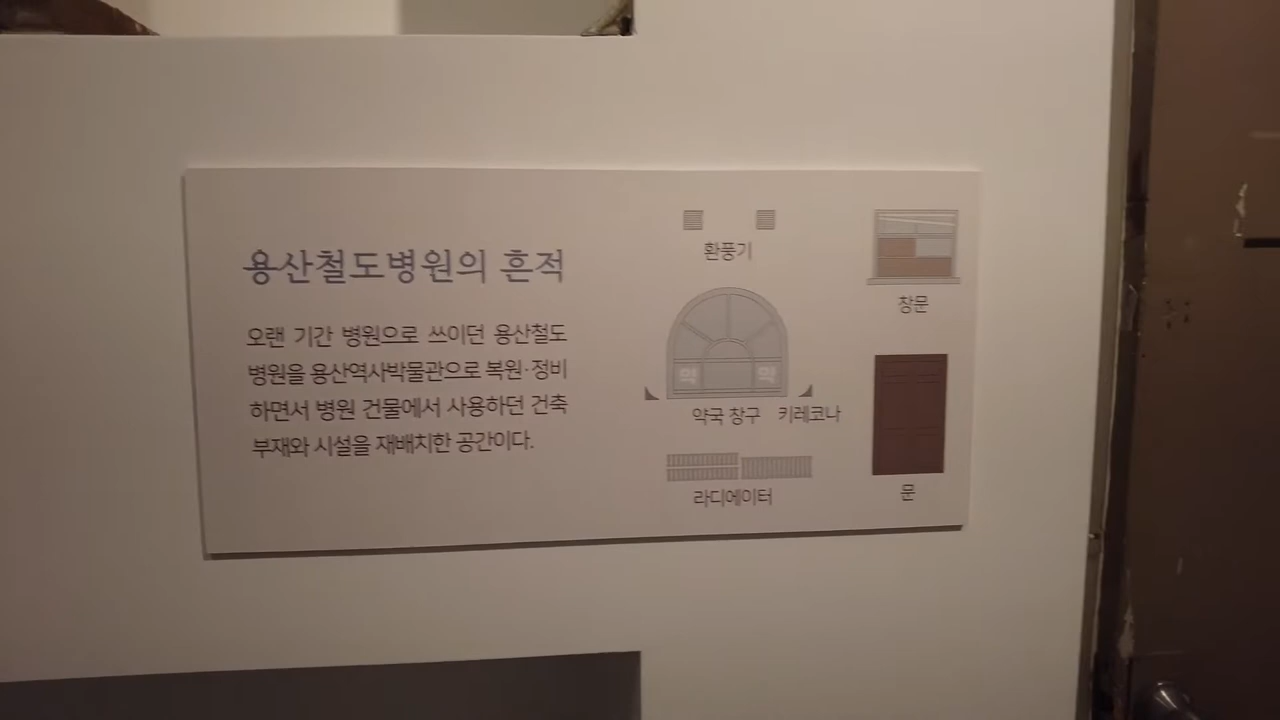 용산철도병원의 흔적
오랜 기간 병원으로 쓰이던 용산철도
병원을 용산역사박물관으로 복원·정비
하면서 병원 건물에서 사용하던 건축
부재와 시설을 재배치한 공간이다.
환풍기
창문
약 약
약국 창구 키레코나
라디에이터
문